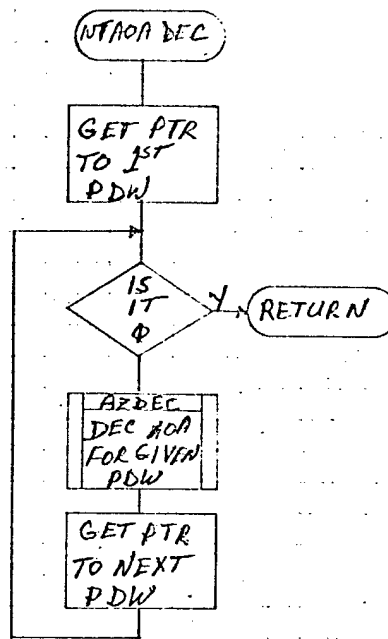 NTAOA DEC
GET PTR
TO 1ST
PDW
IS
IT
Φ
Y
RETURN
AZDEC
DEC AOA
FOR GIVEN
PDW
GET PTR
TO NEXT
PDW